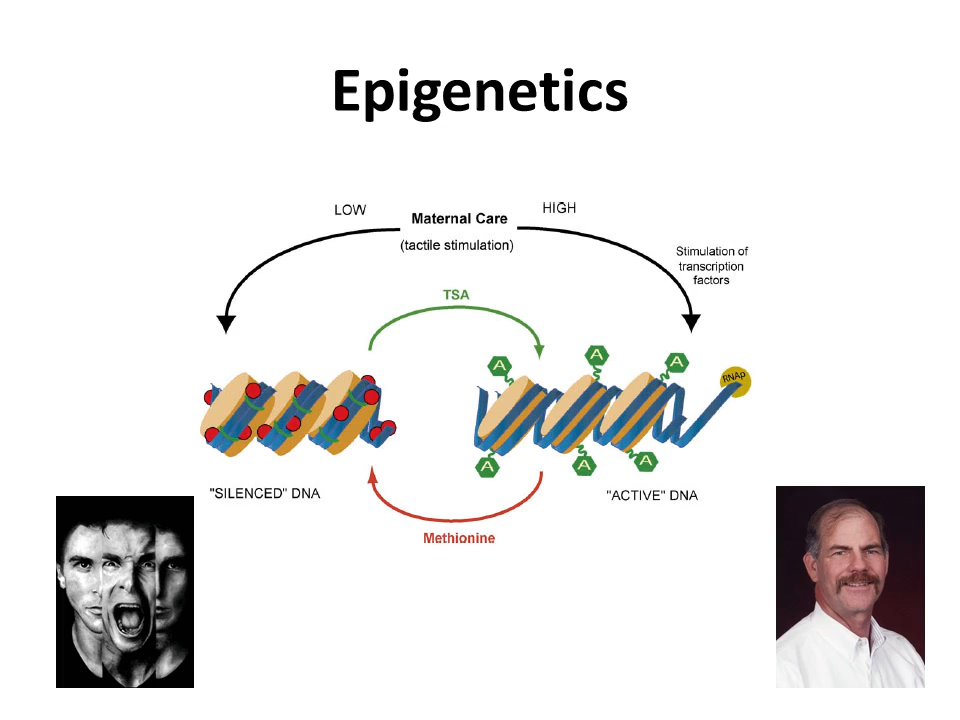 Epigenetics
LOW
Maternal Care
HIGH
(tactile stimulation)
Stimulation of
transcription
factors
TSA
A
A
A
RNAP
A
A
A
"SILENCED" DNA
"ACTIVE" DNA
Methionine